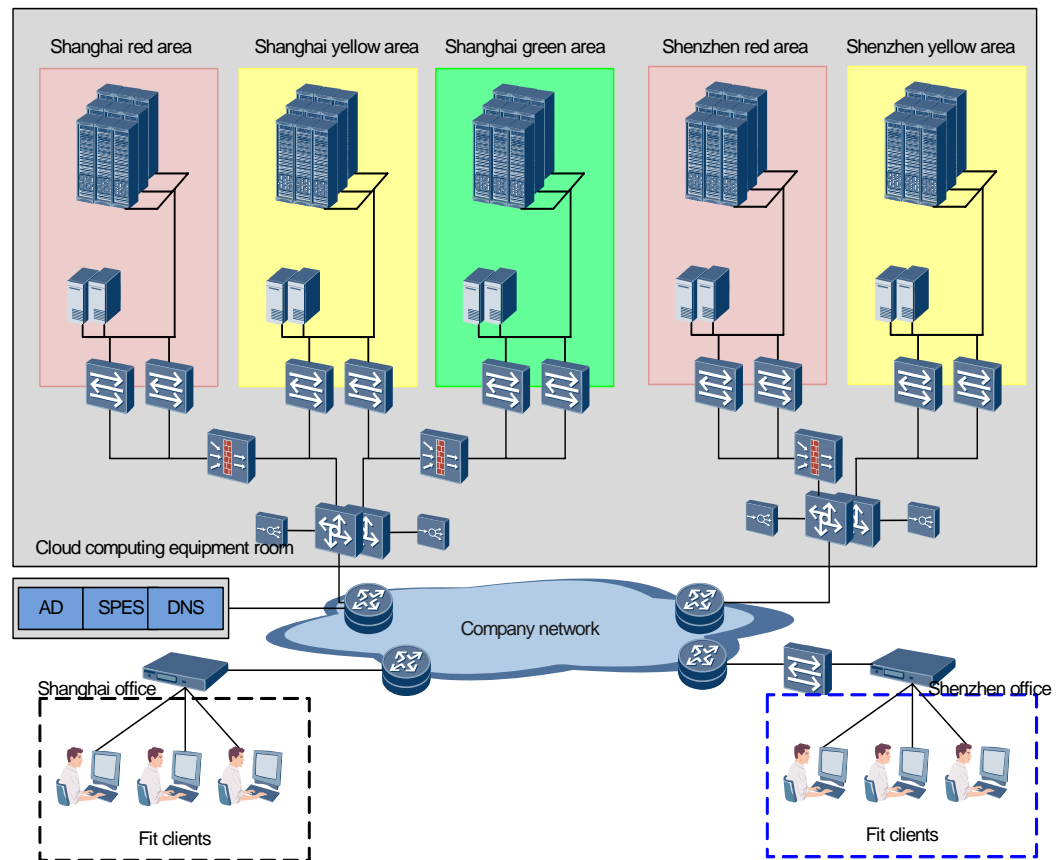 Shanghai red area
Shanghai yellow area
Shanghai green area
Shenzhen red area
Shenzhen yellow area
Cloud computing equipment room
AD
SPES
DNS
Company network
Shanghai office
Shenzhen office
Fit clients
Fit clients